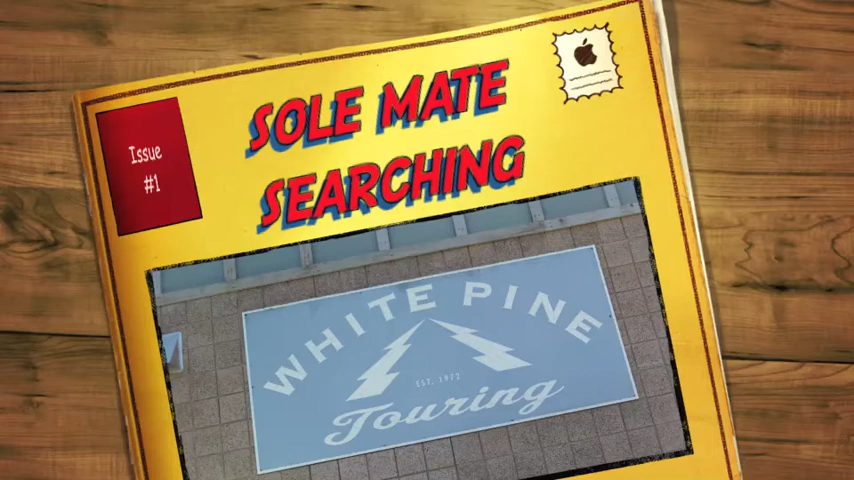 SOLE MATE
SEARCHING
Issue
#1
WHITE PINE
EST. 1972
Touring